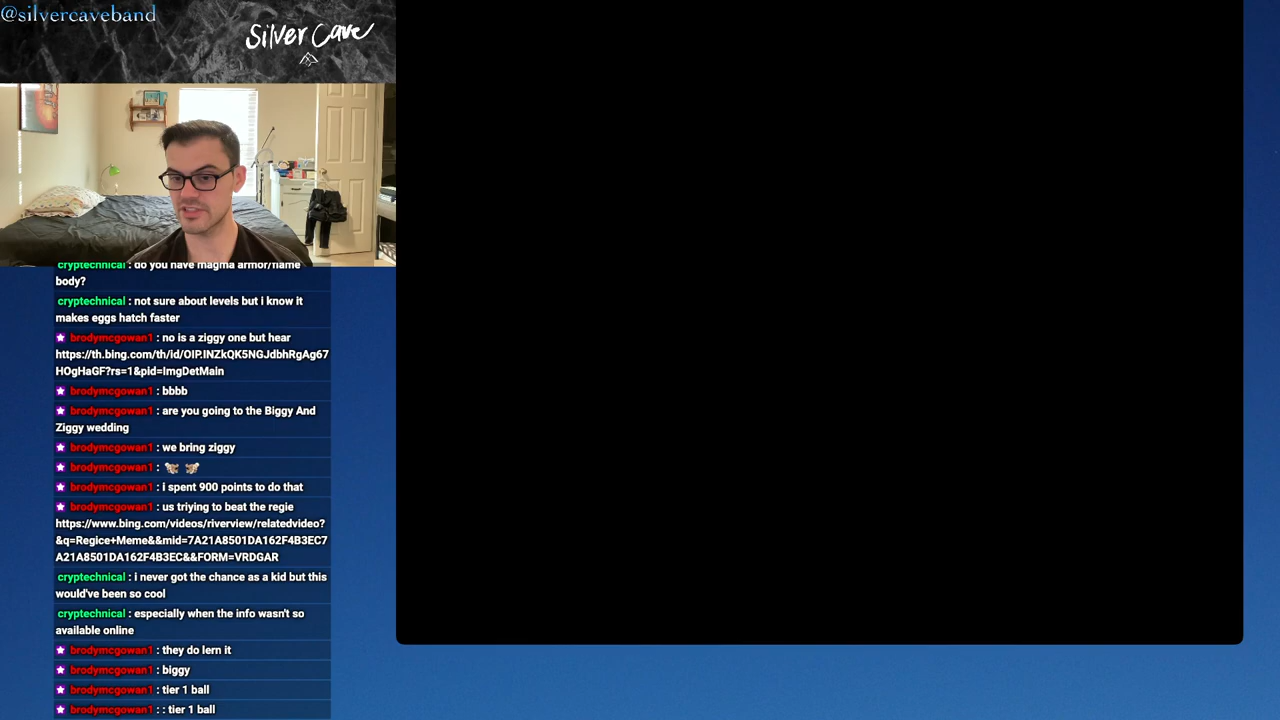 @silvercaveband
Silver Cave
cryptechnical : do you have magma armor/flame
body?
cryptechnical : not sure about levels but i know it
makes eggs hatch faster
brodymcgowan1 : no is a ziggy one but hear
https://th.bing.com/th/id/OIP.INZkQK5NGJdbhRgAg67
HOgHaGF?rs=1&pid=ImgDetMain
brodymcgowan1 : bbbb
brodymcgowan1 : are you going to the Biggy And
Ziggy wedding
brodymcgowan1 : we bring ziggy
brodymcgowan1 :
brodymcgowan1 : i spent 900 points to do that
brodymcgowan1 : us triying to beat the regie
https://www.bing.com/videos/riverview/relatedvideo?
&q=Regice+Meme&&mid=7A21A8501DA162F4B3EC7
A21A8501DA162F4B3EC&&FORM=VRDGAR
cryptechnical : i never got the chance as a kid but this
would've been so cool
cryptechnical : especially when the info wasn't so
available online
brodymcgowan1 : they do lern it
brodymcgowan1 : biggy
brodymcgowan1 : tier 1 ball
brodymcgowan1 : : tier 1 ball